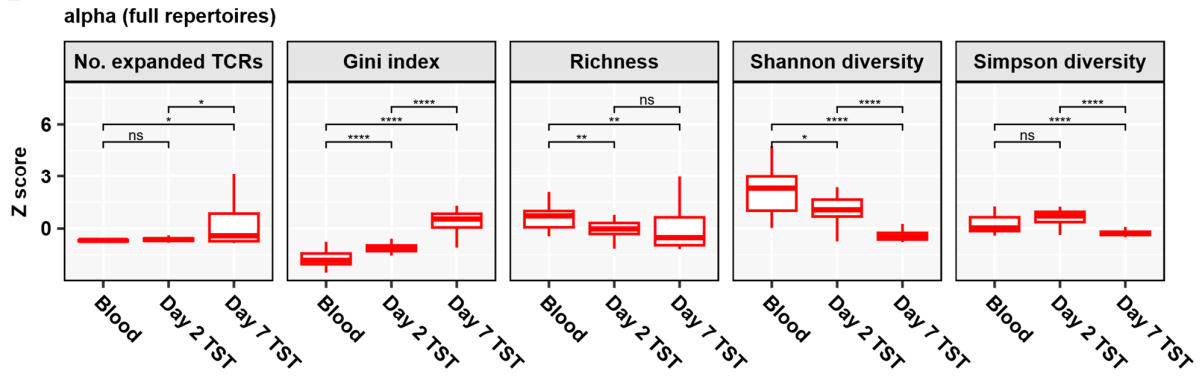 alpha (full repertoires)
No. expanded TCRs Gini index Richness Shannon diversity Simpson diversity
* **** ns **** ****
* **** ** **** ****
ns **** ** * ns
Z score
6
3
0
Blood Day 2 TST Day 7 TST Blood Day 2 TST Day 7 TST Blood Day 2 TST Day 7 TST Blood Day 2 TST Day 7 TST Blood Day 2 TST Day 7 TST